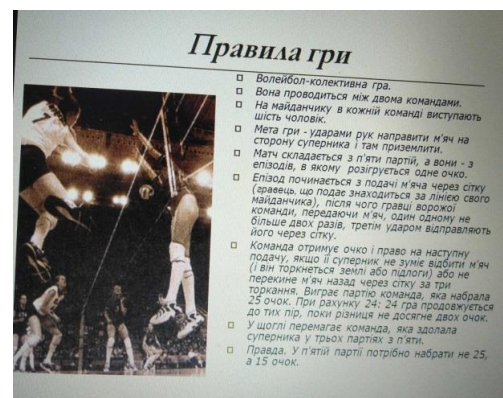 Правила гри
Волейбол-колективна гра.
Вона проводиться між двома командами.
На майданчику в кожній команді виступають
шість чоловік.
Мета гри - ударами рук направити м'яч на
сторону суперника і там приземлити.
Матч складається з п'яти партій, а вони - з
епізодів, в якому розігрується одне очко.
Епізод починається з подачі м'яча через сітку
(гравець, що подає знаходиться за лінією свого
майданчика), після чого гравці ворожої
команди, передаючи м'яч, один одному не
більше двох разів, третім ударом відправляють
його через сітку.
Команда отримує очко і право на наступну
подачу, якщо її суперник не зуміє відбити м'яч
(і він торкнеться землі або підлоги) або не
перекине м'яч назад через сітку за три
торкання. Виграє партію команда, яка набрала
25 очок. При рахунку 24: 24 гра продовжується
до тих пір, поки різниця не досягне двох очок.
У щоглі перемагає команда, яка здолала
суперника у трьох партіях з п'яти.
Правда. У п'ятій партії потрібно набрати не 25,
а 15 очок.